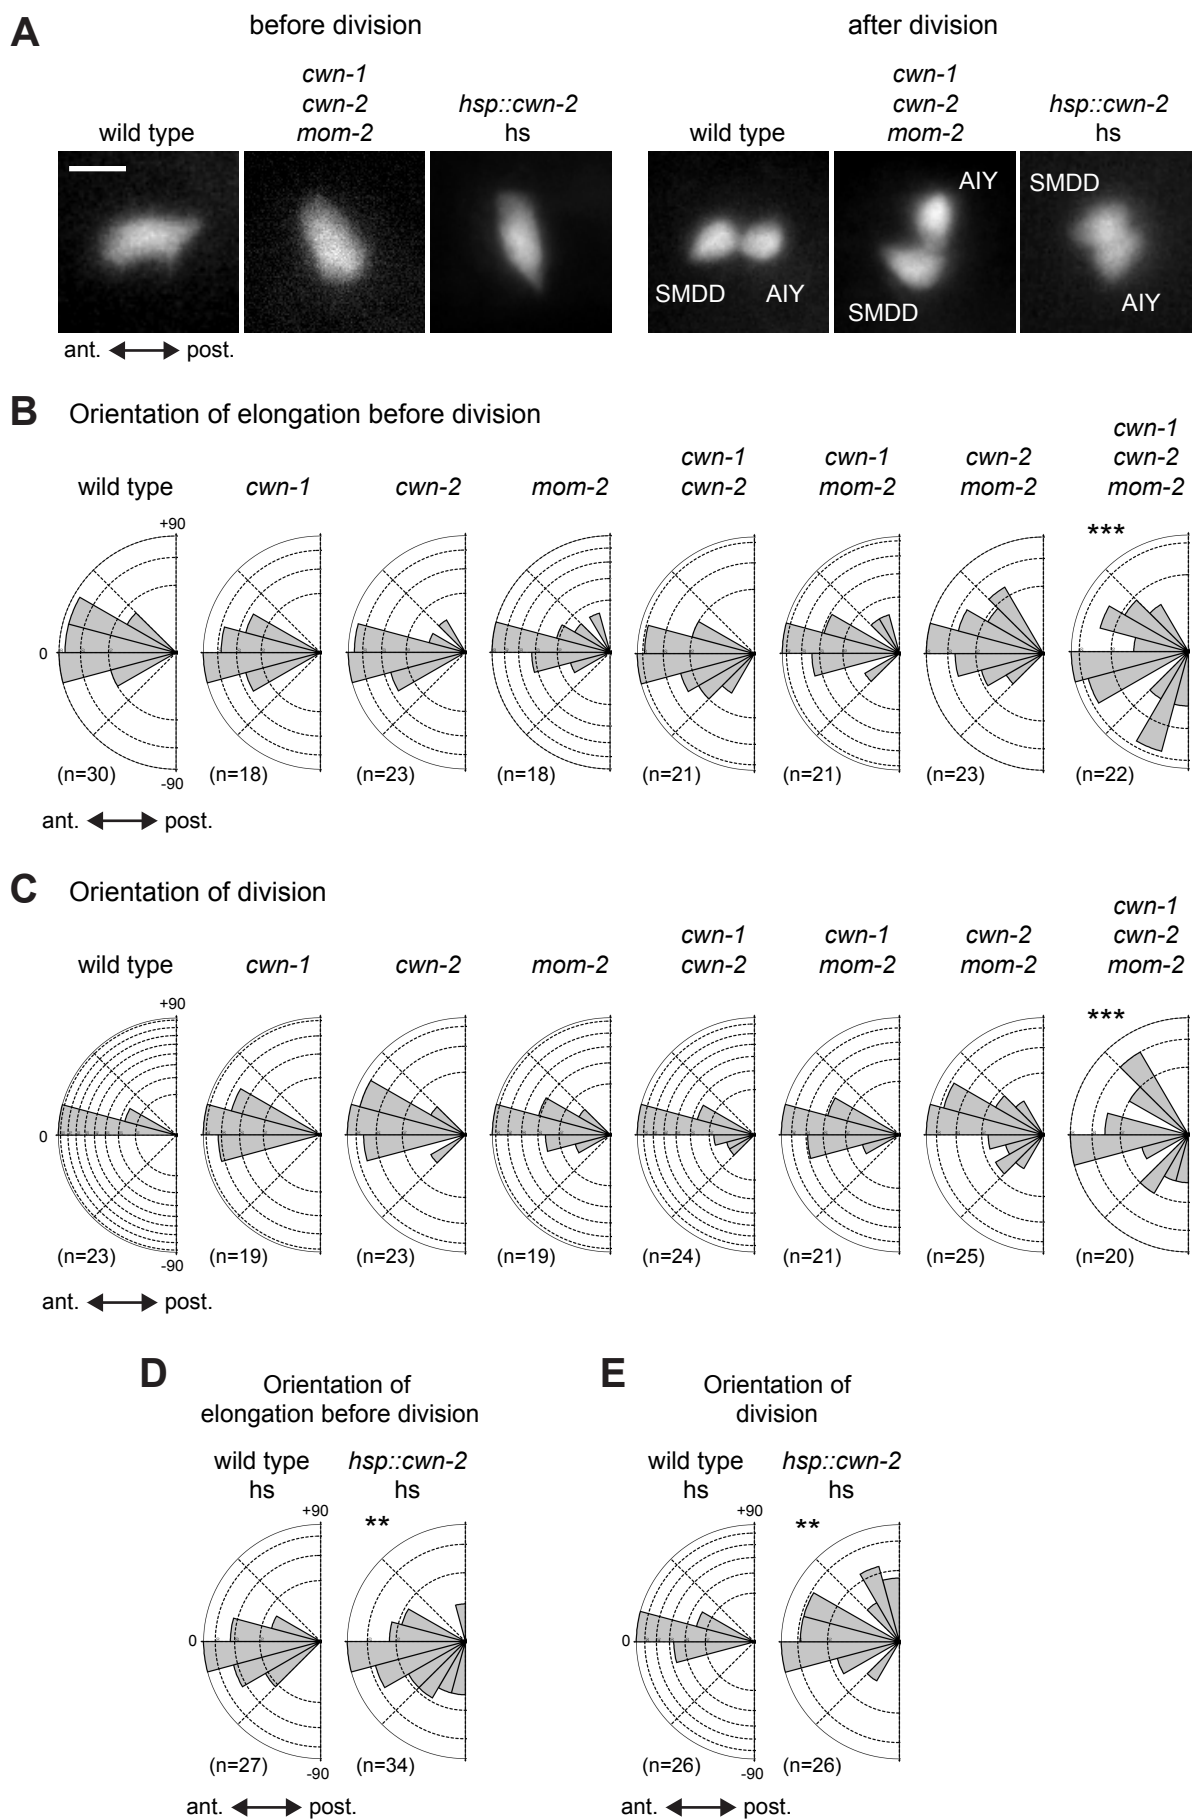 A
before division
after division
cwn-1
cwn-2
mom-2
hsp::cwn-2
hs
wild type
cwn-1
cwn-2
mom-2
hsp::cwn-2
hs
wild type
SMDD
AIY
AIY
SMDD
SMDD
AIY
ant.
post.
B
Orientation of elongation before division
wild type
cwn-1
cwn-2
mom-2
cwn-1
cwn-2
cwn-1
mom-2
cwn-2
mom-2
cwn-1
cwn-2
mom-2
***
+90
0
-90
(n=30)
(n=18)
(n=23)
(n=18)
(n=21)
(n=21)
(n=23)
(n=22)
ant.
post.
C
Orientation of division
wild type
cwn-1
cwn-2
mom-2
cwn-1
cwn-2
cwn-1
mom-2
cwn-2
mom-2
cwn-1
cwn-2
mom-2
***
+90
0
-90
(n=23)
(n=19)
(n=23)
(n=19)
(n=24)
(n=21)
(n=25)
(n=20)
ant.
post.
D
Orientation of
elongation before division
wild type
hs
hsp::cwn-2
hs
**
+90
0
-90
(n=27)
(n=34)
ant.
post.
E
Orientation of
division
wild type
hs
hsp::cwn-2
hs
**
+90
0
-90
(n=26)
(n=26)
ant.
post.